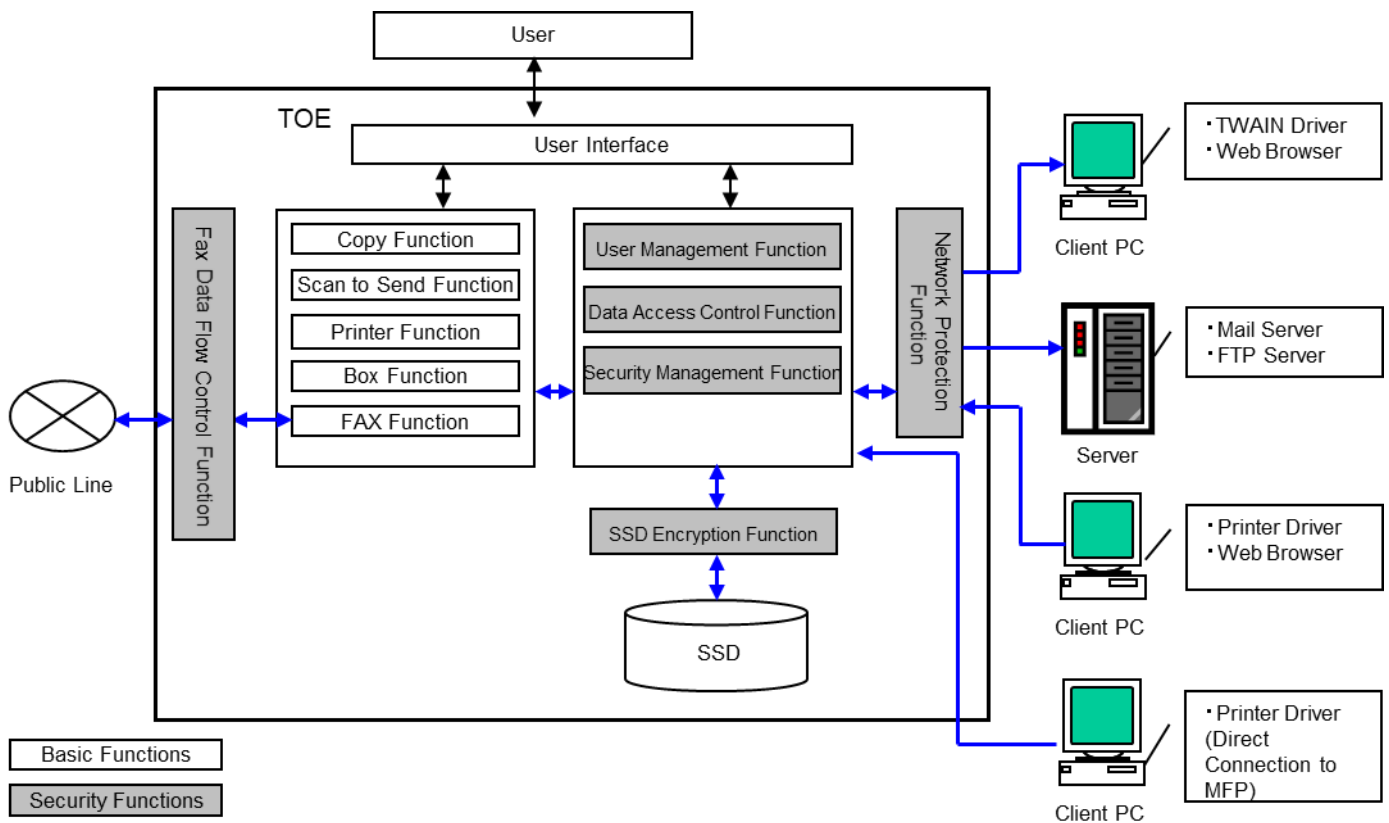 User
TOE
User Interface
Fax Data Flow Control Function
Copy Function
Scan to Send Function
Printer Function
Box Function
FAX Function
User Management Function
Data Access Control Function
Security Management Function
Network Protection
Function
SSD Encryption Function
SSD
Public Line
・TWAIN Driver
・Web Browser
Client PC
・Mail Server
・FTP Server
Server
・Printer Driver
・Web Browser
Client PC
・Printer Driver
(Direct
Connection to
MFP)
Client PC
Basic Functions
Security Functions